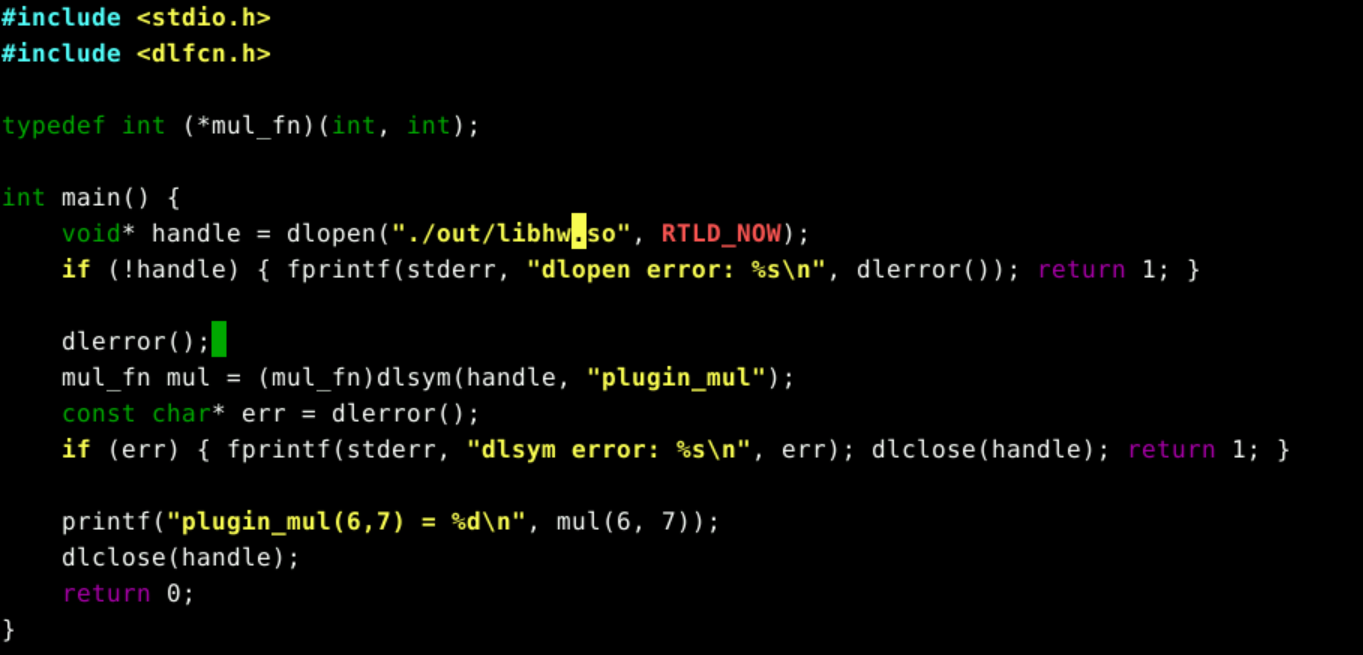 #include <stdio.h>
#include <dlfcn.h>
typedef int (*mul_fn)(int, int);
int main() {
    void* handle = dlopen("./out/libhw.so", RTLD_NOW);
    if (!handle) { fprintf(stderr, "dlopen error: %s\n", dlerror()); return 1; }
    dlerror();
    mul_fn mul = (mul_fn)dlsym(handle, "plugin_mul");
    const char* err = dlerror();
    if (err) { fprintf(stderr, "dlsym error: %s\n", err); dlclose(handle); return 1; }
    printf("plugin_mul(6,7) = %d\n", mul(6, 7));
    dlclose(handle);
    return 0;
}